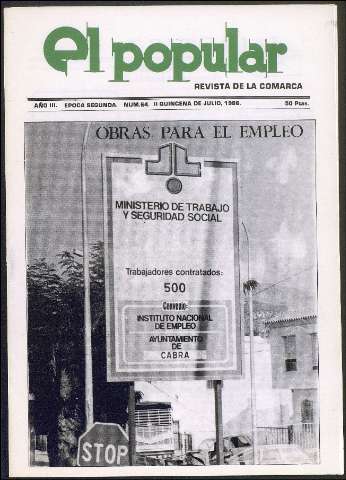 el popular
REVISTA DE LA COMARCA
AÑO III. EPOCA SEGUNDA NUM. 64 II QUINCENA DE JULIO, 1986. 50 Ptas.
OBRAS PARA EL EMPLEO
MINISTERIO DE TRABAJO
Y SEGURIDAD SOCIAL
Trabajadores contratados:
500
Convenio:
INSTITUTO NACIONAL
DE EMPLEO
AYUNTAMIENTO
DE
CABRA
STOP